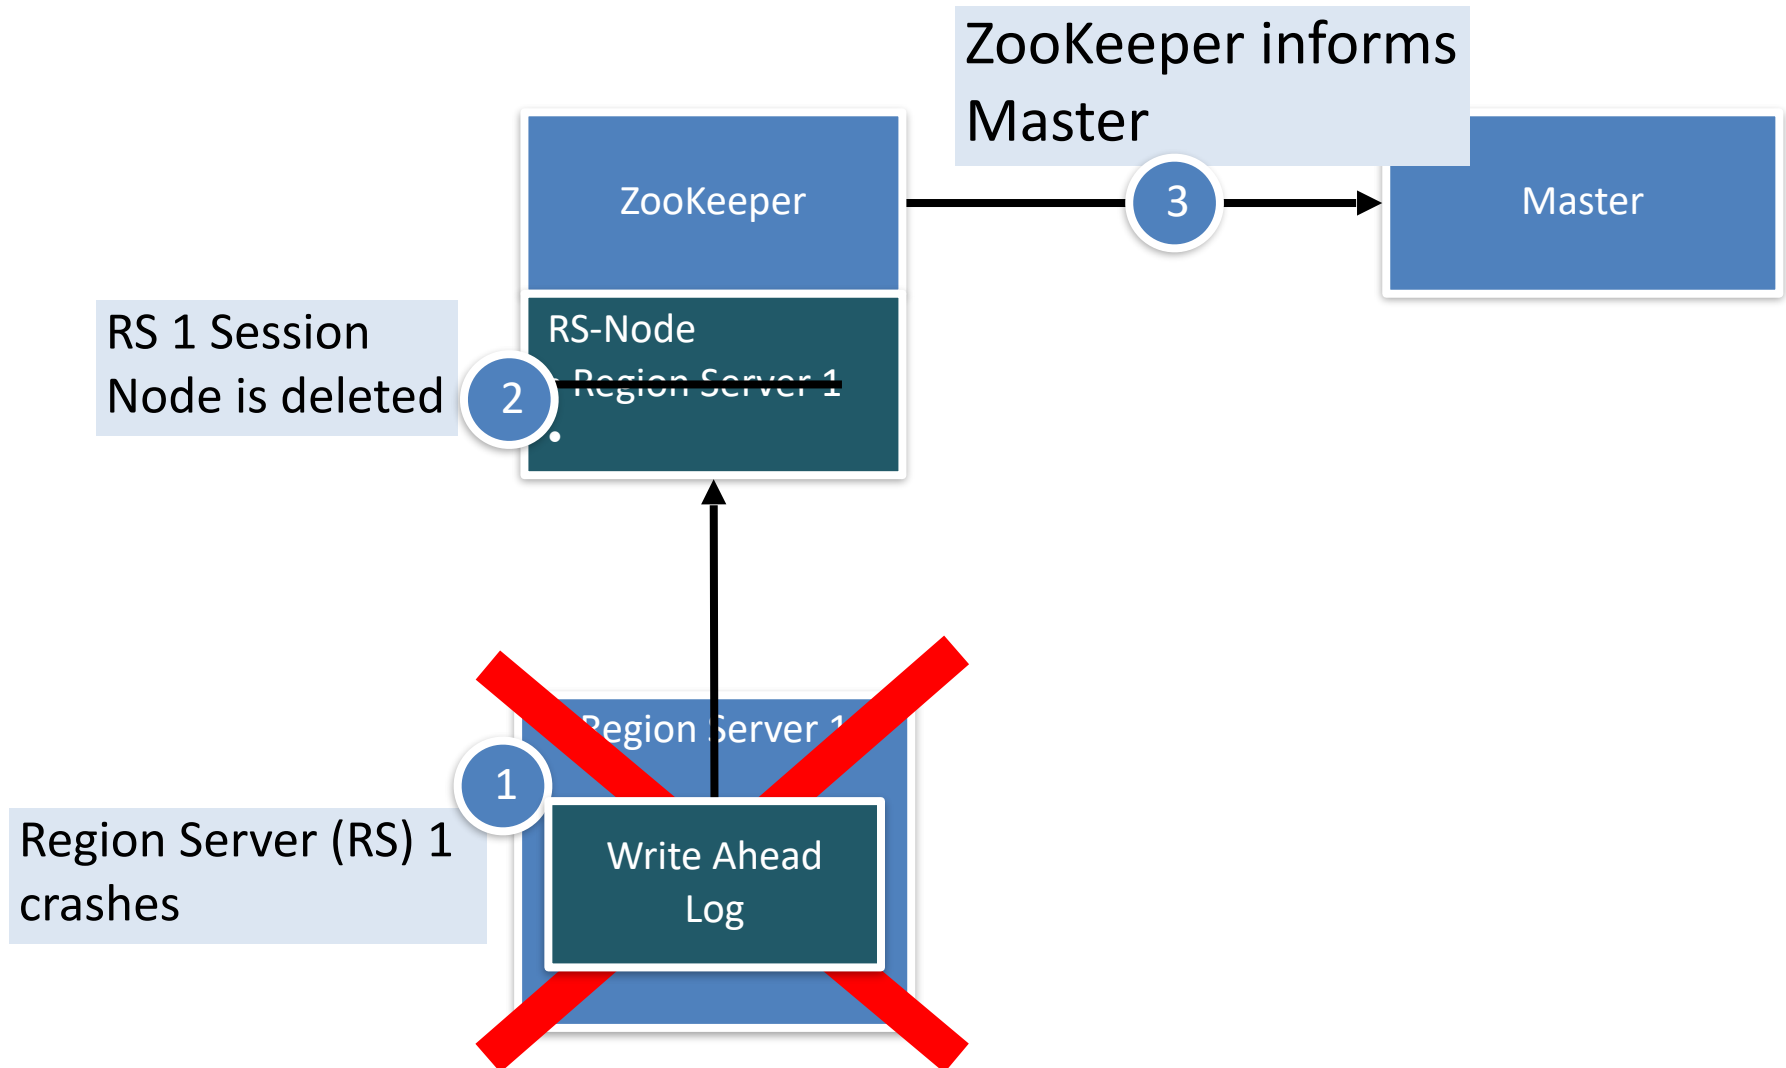 ZooKeeper informs
Master
ZooKeeper
3
Master
RS 1 Session
Node is deleted
2
RS-Node
• Region Server 1
•
Region Server 1
1
Region Server (RS) 1
crashes
Write Ahead
Log